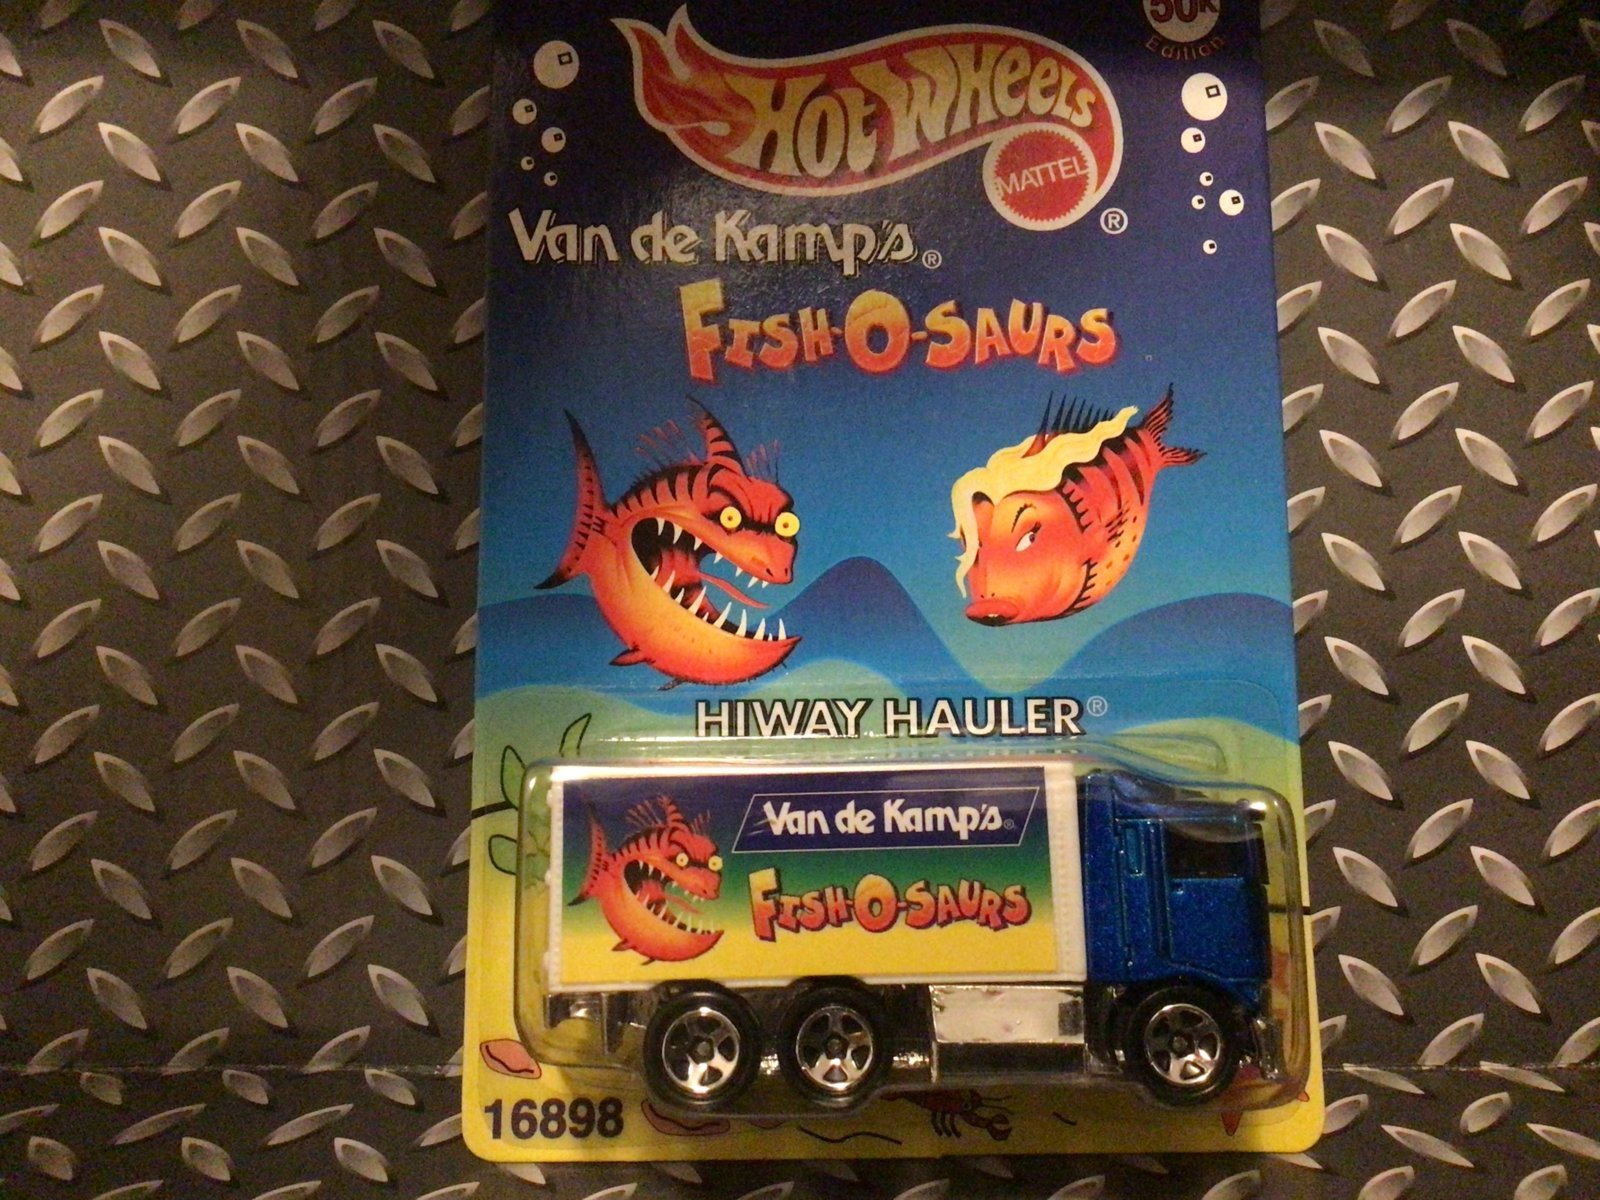 50K
Edition
HOT WHEELS
MATTEL
®
Van de Kamp's®
FISH-O-SAURS
HIWAY HAULER®
Van de Kamp's®
FISH-O-SAURS
16898